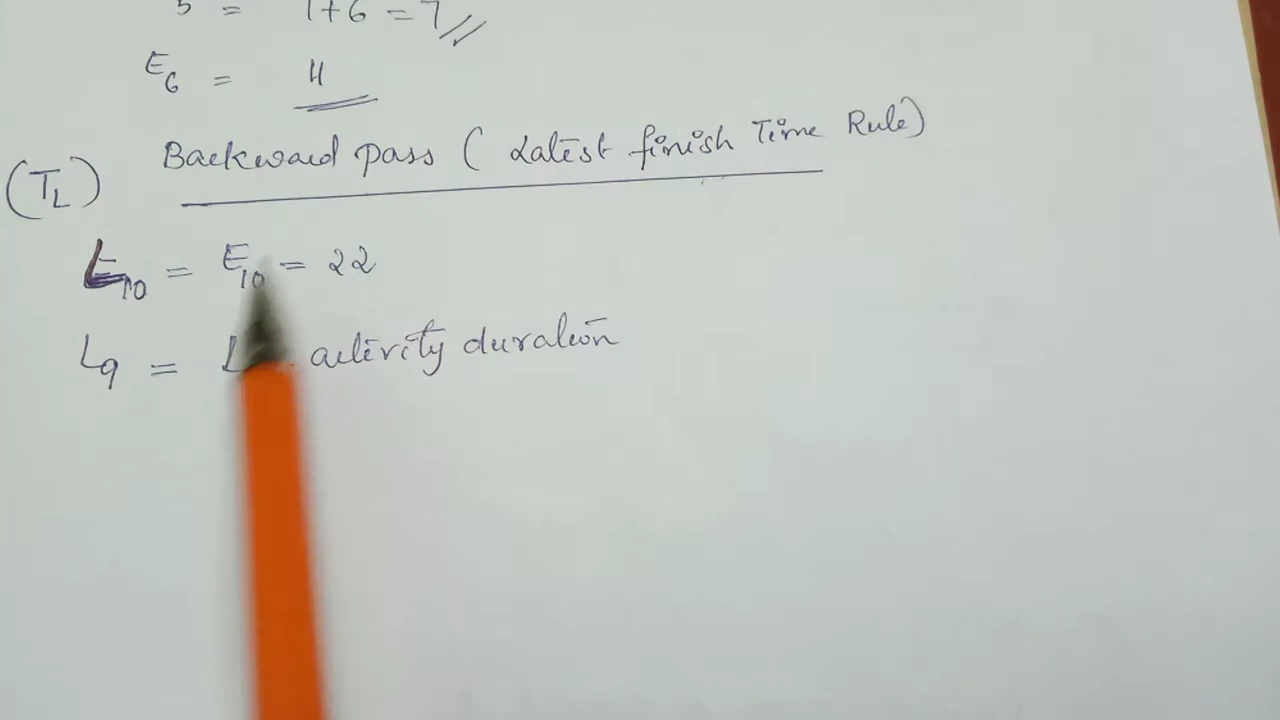 5 = 1+6 = 7
E6 = 11
Backward pass ( Latest finish Time Rule)
(TL)
L10 = E10 = 22
L9 = activity duration